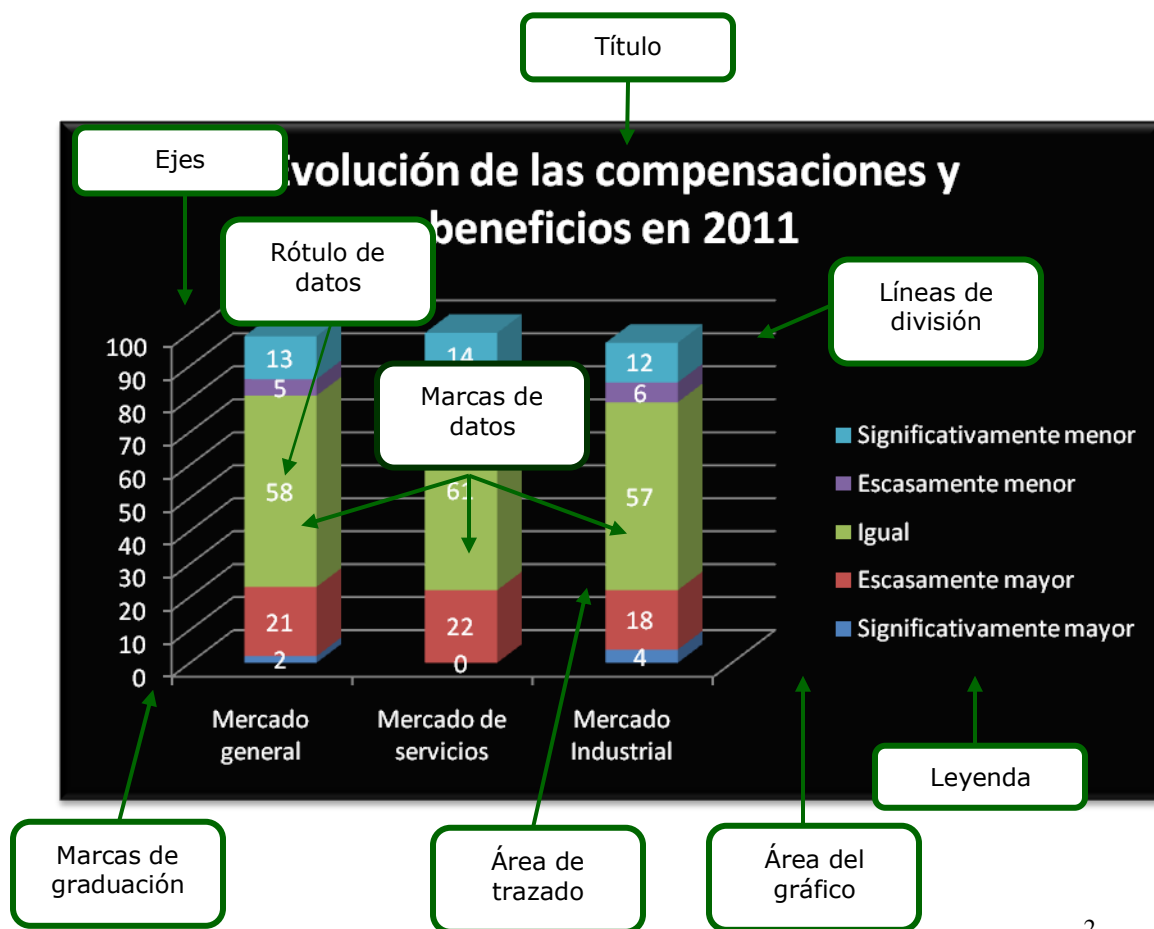 Título
Ejes
Evolución de las compensaciones y
beneficios en 2011
Rótulo de
datos
Líneas de
división
Marcas de
datos
100
90
80
70
60
50
40
30
20
10
0
13
5
58
21
2
14
61
22
0
12
6
57
18
4
Mercado
general
Mercado de
servicios
Mercado
Industrial
Significativamente menor
Escasamente menor
Igual
Escasamente mayor
Significativamente mayor
Leyenda
Marcas de
graduación
Área de
trazado
Área del
gráfico